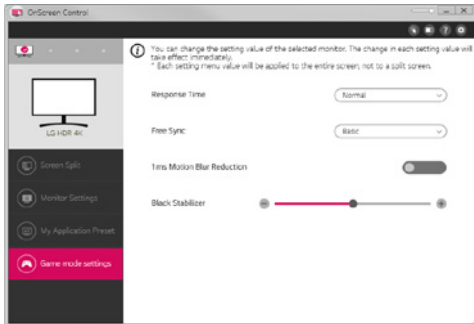 OnScreen Control
You can change the setting value of the selected monitor. The change in each setting value will
take effect immediately.
* Each setting menu value will be applied to the entire screen, not to a split screen.
LG HDR 4K
Response Time
Normal
Free Sync
Basic
Screen Split
1ms Motion Blur Reduction
Monitor Settings
Black Stabilizer
My Application Preset
Game mode settings